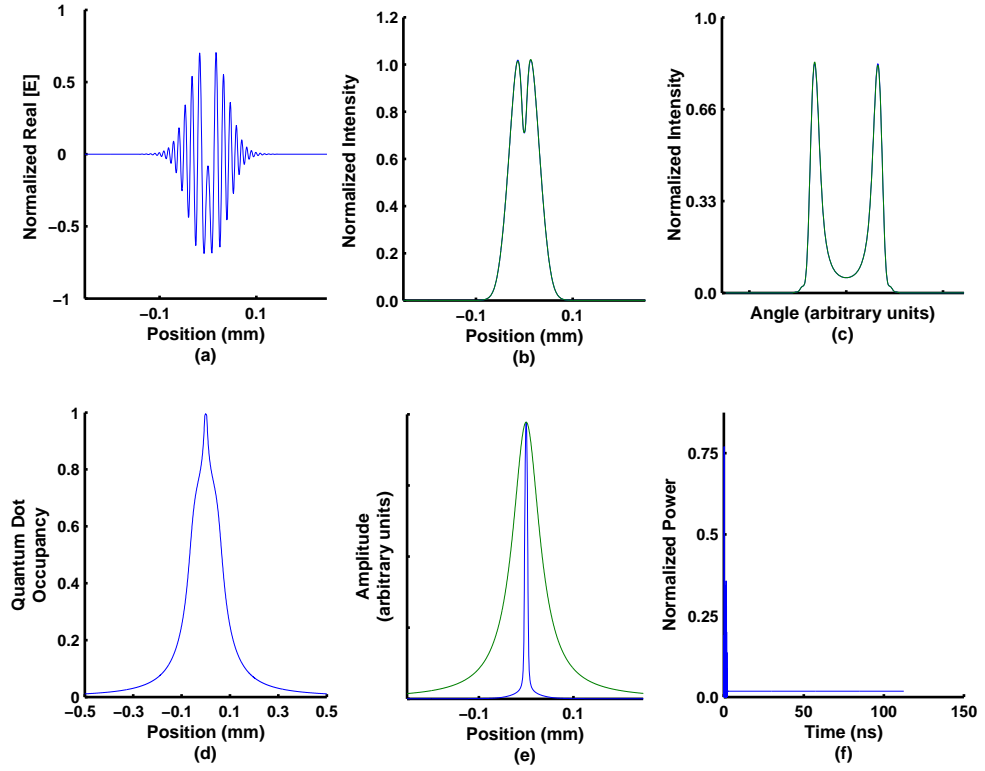 1
0.5
0
−0.5
−1
Normalized Real [E]
−0.1
0.1
Position (mm)
(a)
1.2
1.0
0.8
0.6
0.4
0.2
0.0
Normalized Intensity
−0.1
0.1
Position (mm)
(b)
1.0
0.66
0.33
0.0
Normalized Intensity
Angle (arbitrary units)
(c)
1
0.8
0.6
0.4
0.2
0
Quantum Dot
Occupancy
−0.5
−0.3
−0.1
0.1
0.3
0.5
Position (mm)
(d)
Amplitude
(arbitrary units)
−0.1
0.1
Position (mm)
(e)
0.75
0.5
0.25
0.0
Normalized Power
0
50
100
150
Time (ns)
(f)